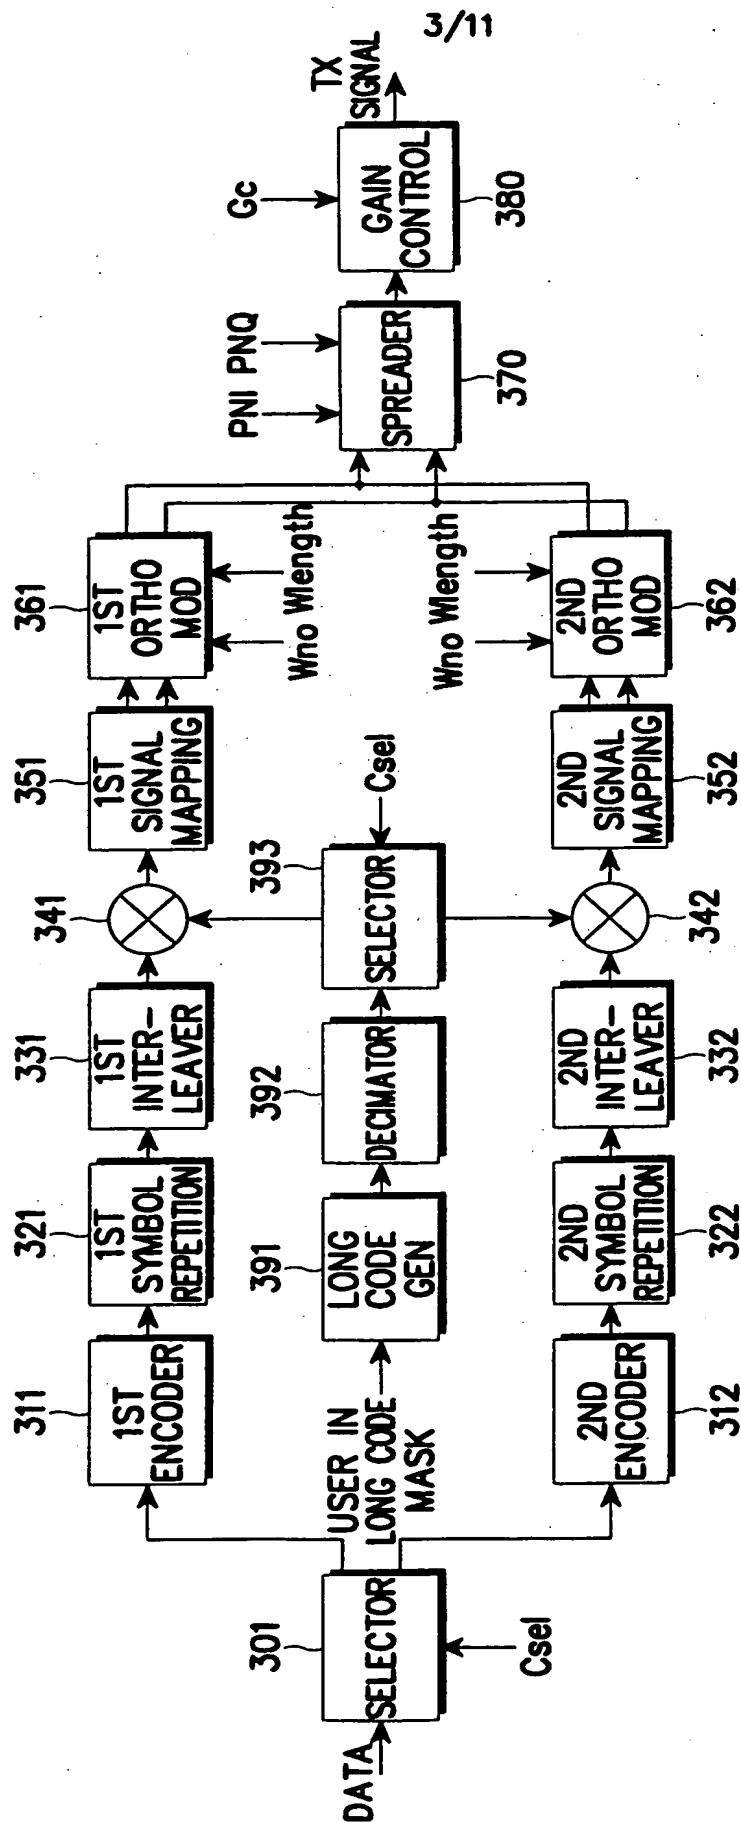 3/11
DATA
301
SELECTOR
Csel
311
1ST
ENCODER
321
1ST
SYMBOL
REPETITION
331
1ST
INTER-
LEAVER
341
351
1ST
SIGNAL
MAPPING
361
1ST
ORTHO
MOD
Wno Wlength
USER IN
LONG CODE
MASK
391
LONG
CODE
GEN
392
DECIMATOR
393
SELECTOR
Csel
2ND
ENCODER
312
2ND
SYMBOL
REPETITION
322
2ND
INTER-
LEAVER
332
342
2ND
SIGNAL
MAPPING
352
Wno Wlength
2ND
ORTHO
MOD
362
PNI PNQ
SPREADER
370
Gc
GAIN
CONTROL
380
TX
SIGNAL